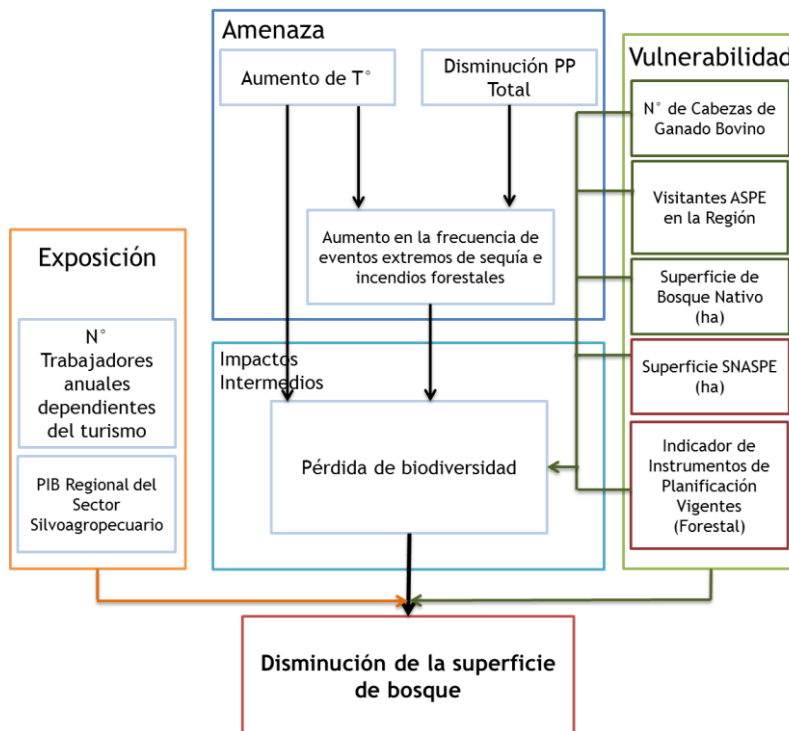 Amenaza
Aumento de T°
Disminución PP
Total
Aumento en la frecuencia de
eventos extremos de sequía e
incendios forestales
Vulnerabilidad
N° de Cabezas de
Ganado Bovino
Visitantes ASPE
en la Región
Superficie de
Bosque Nativo
(ha)
Superficie SNASPE
(ha)
Indicador de
Instrumentos de
Planificación
Vigentes
(Forestal)
Exposición
N°
Trabajadores
anuales
dependientes
del turismo
PIB Regional del
Sector
Silvoagropecuario
Impactos
Intermedios
Pérdida de biodiversidad
Disminución de la superficie
de bosque